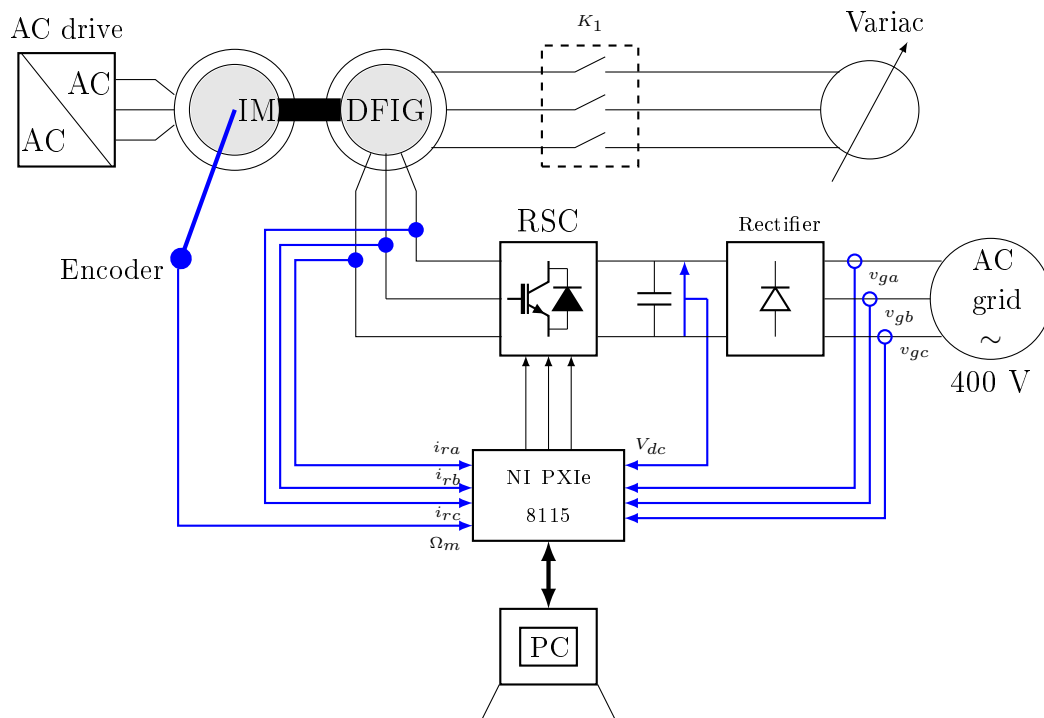 AC drive
K1
Variac
AC
AC
IM
DFIG
RSC
Rectifier
Encoder
AC
grid
~
400 V
vga
vgb
vgc
ira
irb
irc
Ωm
Vdc
NI PXIe
8115
PC